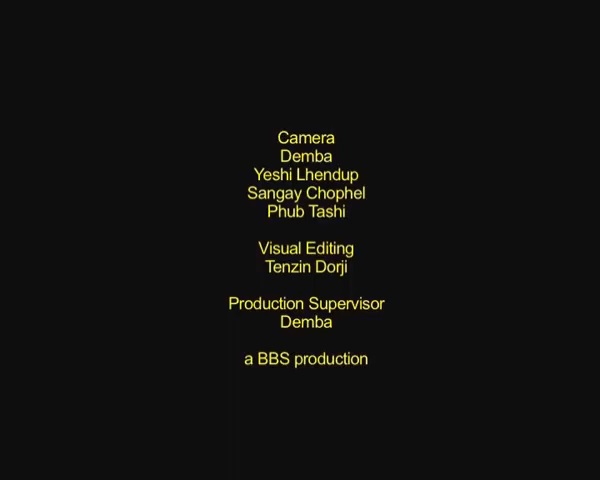 Camera
Demba
Yeshi Lhendup
Sangay Chophel
Phub Tashi
Visual Editing
Tenzin Dorji
Production Supervisor
Demba
a BBS production